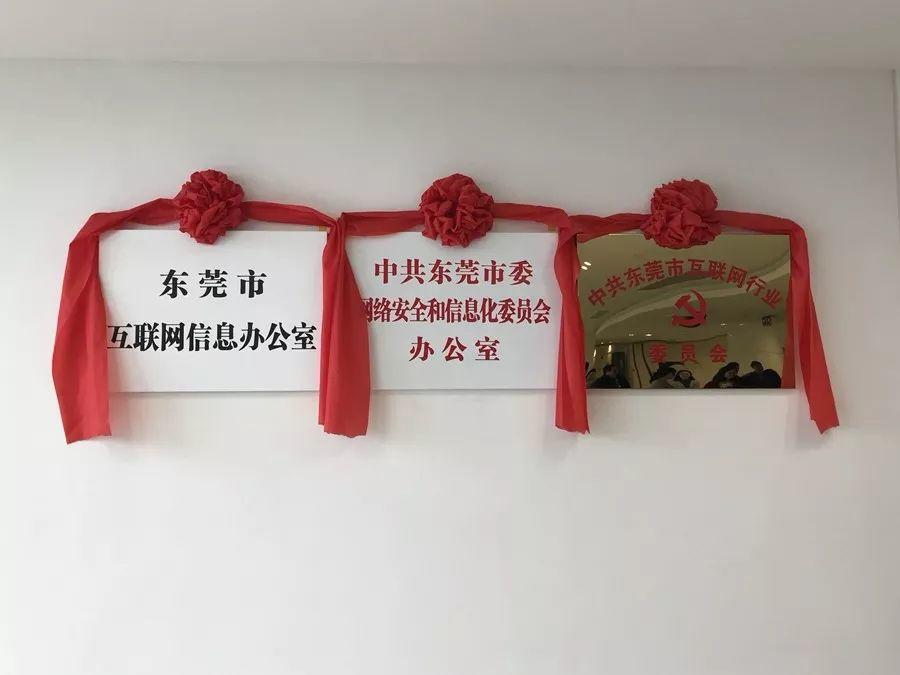 东莞市
互联网信息办公室
中共东莞市委
网络安全和信息化委员会
办公室
中共东莞市互联网行业
委员会